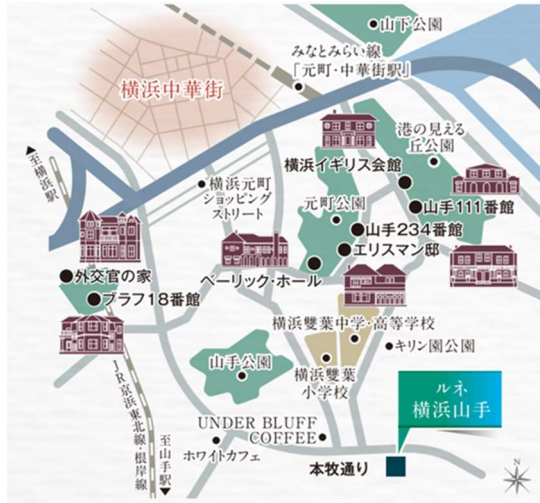 山下公園
みなとみらい線
「元町・中華街駅」
横浜中華街
港の見える
丘公園
横浜イギリス会館
至横浜駅
横浜元町
ショッピング
ストリート
元町公園
山手111番館
山手234番館
エリスマン邸
外交官の家
ブラフ18番館
ベーリック・ホール
横浜雙葉中学・高等学校
キリン園公園
山手公園
横浜雙葉
小学校
ルネ
横浜山手
JR京浜東北線・根岸線
至山手駅
UNDER BLUFF
COFFEE
ホワイトカフェ
本牧通り
N